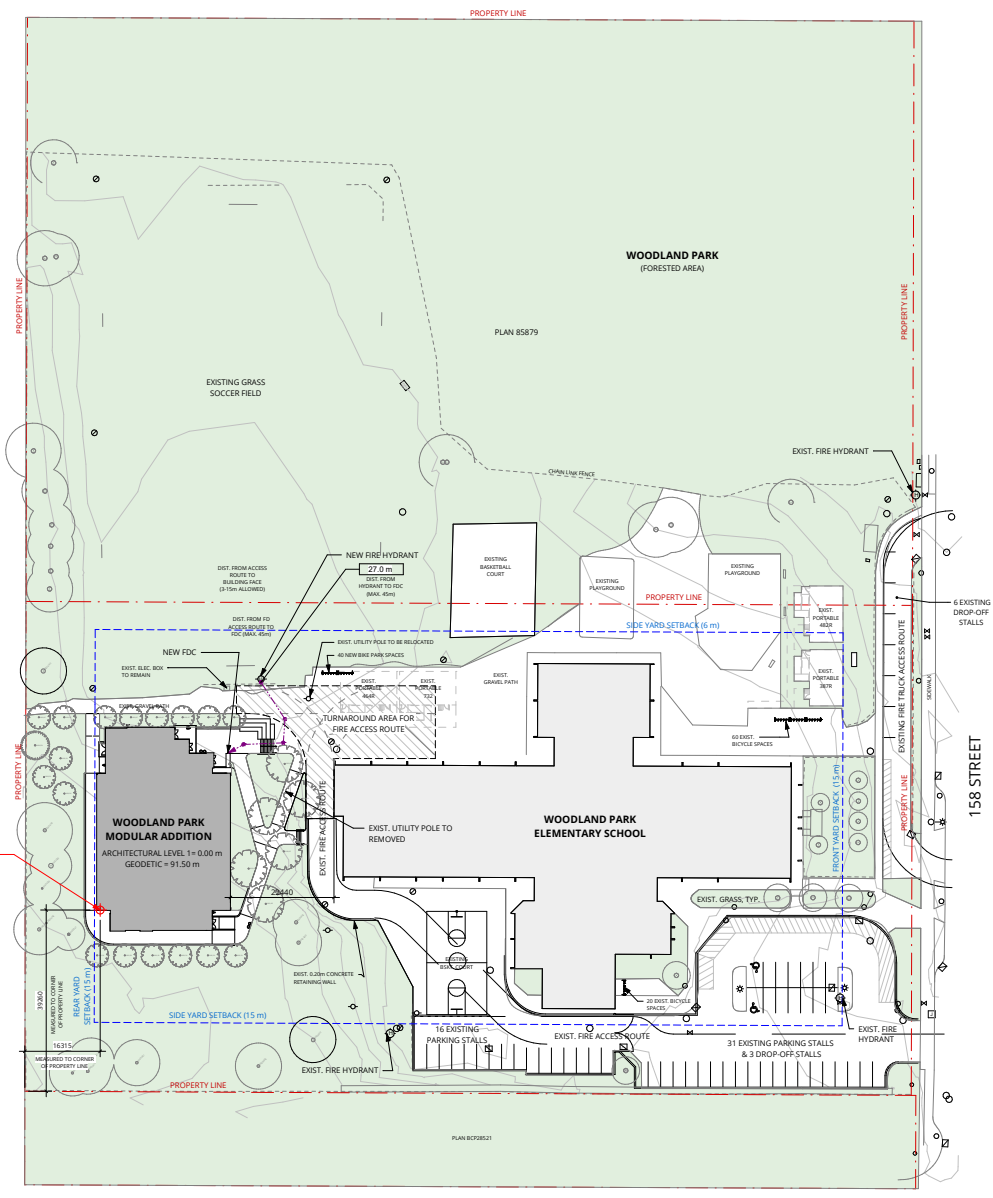 PROPERTY LINE
WOODLAND PARK
(FORESTED AREA)
PROPERTY LINE
PROPERTY LINE
PLAN 85879
EXISTING GRASS
SOCCER FIELD
EXIST. FIRE HYDRANT
CHAIN LINK FENCE
NEW FIRE HYDRANT
27.0 m
DIST. FROM
HYDRANT TO FDC
(MAX. 45m)
DIST. FROM ACCESS
ROUTE TO
BUILDING FACE
(3-15m ALLOWED)
EXISTING
BASKETBALL
COURT
EXISTING
PLAYGROUND
EXISTING
PLAYGROUND
PROPERTY LINE
6 EXISTING
DROP-OFF
STALLS
EXIST.
PORTABLE
482R
DIST. FROM FD
ACCESS ROUTE TO
FDC (MAX. 45m)
SIDE YARD SETBACK (6 m)
EXIST. UTILITY POLE TO BE RELOCATED
NEW FDC
40 NEW BIKE PARK SPACES
EXIST. ELEC. BOX
TO REMAIN
EXIST.
PORTABLE
464R
EXIST.
PORTABLE
732
EXIST.
GRAVEL PATH
EXIST.
PORTABLE
387R
EXISTING FIRE TRUCK ACCESS ROUTE
SIDEWALK
EXIST. GRAVEL PATH
TURNAROUND AREA FOR
FIRE ACCESS ROUTE
60 EXIST.
BICYCLE SPACES
158 STREET
PROPERTY LINE
PROPERTY LINE
FRONT YARD SETBACK (15 m)
WOODLAND PARK
MODULAR ADDITION
ARCHITECTURAL LEVEL 1= 0.00 m
GEODETIC = 91.50 m
EXIST. FIRE ACCESS ROUTE
EXIST. UTILITY POLE TO
REMOVED
WOODLAND PARK
ELEMENTARY SCHOOL
22440
EXIST. GRASS, TYP.
EXISTING
BSKT. COURT
EXIST. 0.20m CONCRETE
RETAINING WALL
REAR YARD
SETBACK (15 m)
39260
MEASURED TO CORNER
OF PROPERTY LINE
SIDE YARD SETBACK (15 m)
20 EXIST. BICYCLE
SPACES
16 EXISTING
PARKING STALLS
EXIST. FIRE ACCESS ROUTE
EXIST. FIRE
HYDRANT
31 EXISTING PARKING STALLS
& 3 DROP-OFF STALLS
16315
MEASURED TO CORNER
OF PROPERTY LINE
EXIST. FIRE HYDRANT
PROPERTY LINE
PLAN BCP28521